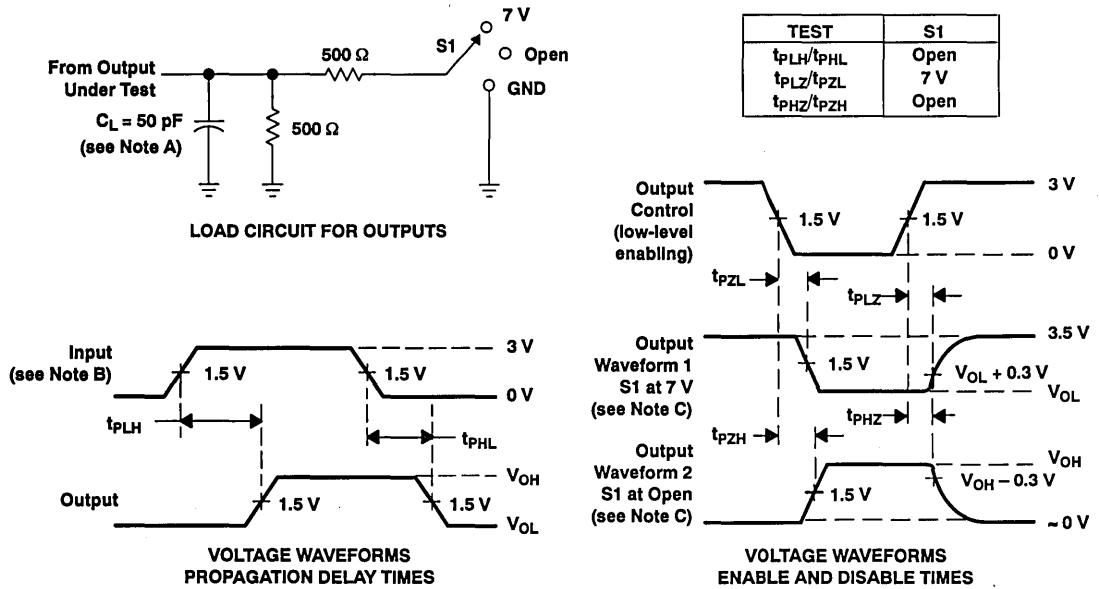 7 V
S1
Open
GND
500 Ω
From Output
Under Test
CL = 50 pF
(see Note A)
500 Ω
LOAD CIRCUIT FOR OUTPUTS
TEST S1
tPLH/tPHL Open
tPLZ/tPZL 7 V
tPHZ/tPZH Open
Output
Control
(low-level
enabling)
1.5 V
1.5 V
3 V
0 V
tPZL
tPLZ
Output
Waveform 1
S1 at 7 V
(see Note C)
1.5 V
3.5 V
VOL + 0.3 V
VOL
tPZH
tPHZ
Output
Waveform 2
S1 at Open
(see Note C)
1.5 V
VOH
VOH – 0.3 V
~ 0 V
VOLTAGE WAVEFORMS
ENABLE AND DISABLE TIMES
Input
(see Note B)
1.5 V
1.5 V
3 V
0 V
tPLH
tPHL
Output
1.5 V
1.5 V
VOH
VOL
VOLTAGE WAVEFORMS
PROPAGATION DELAY TIMES